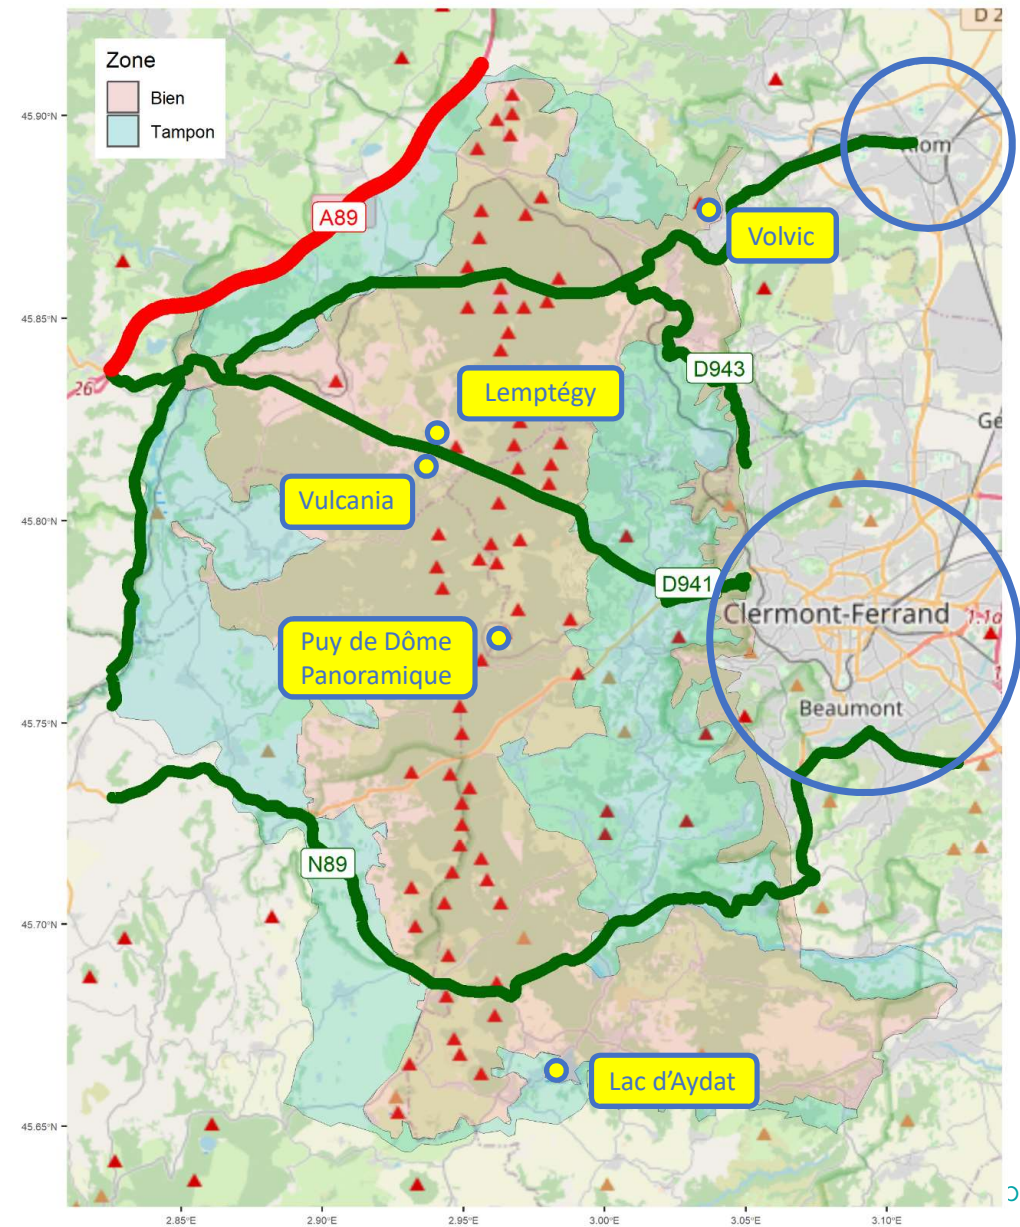 D 2
Zone
Bien
Tampon
45.90°N
A89
Volvic
45.85°N
26
D943
Lemptégy
Vulcania
45.80°N
D941
Clermont-Ferrand
Puy de Dôme
Panoramique
Beaumont
45.75°N
N89
45.70°N
Lac d'Aydat
45.65°N
2.85°E
2.90°E
2.95°E
3.00°E
3.05°E
3.10°E